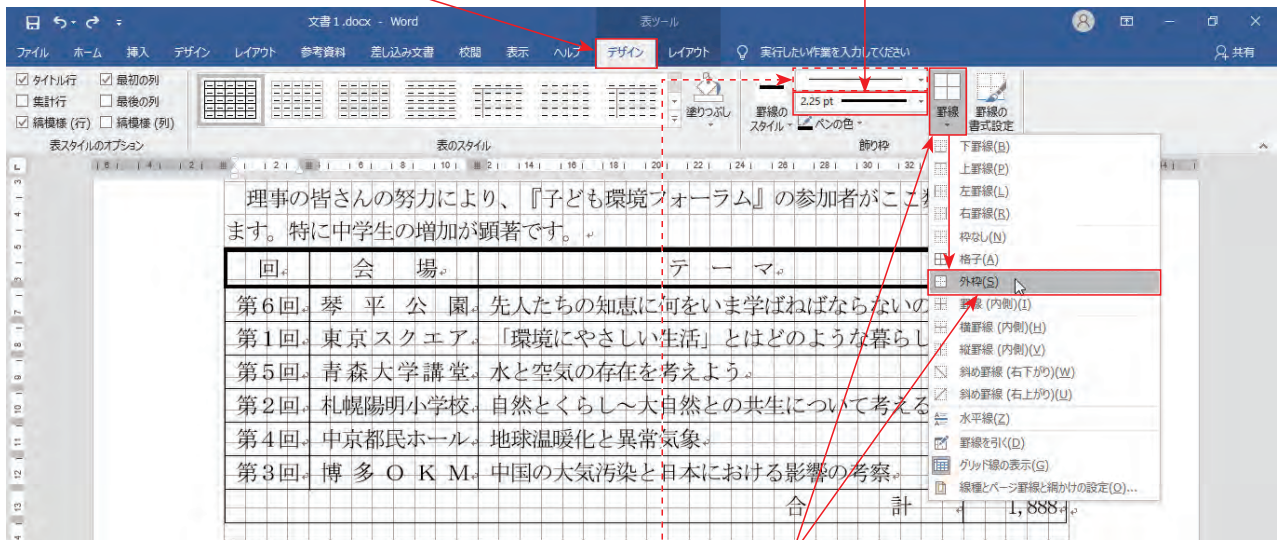 文書1.docx - Word
表ツール
ファイル ホーム 挿入 デザイン レイアウト 参考資料 差し込み文書 校閲 表示 ヘルプ デザイン レイアウト 実行したい作業を入力してください 共有
タイトル行 最初の列
集計行 最後の列
縞模様 (行) 縞模様 (列)
表スタイルのオプション
表のスタイル
塗りつぶし
罫線の
スタイル
2.25 pt
ペンの色
飾り枠
罫線
罫線の
書式設定
下罫線(B)
上罫線(P)
左罫線(L)
右罫線(R)
枠なし(N)
格子(A)
外枠(S)
罫線 (内側)(I)
横罫線 (内側)(H)
縦罫線 (内側)(V)
斜め罫線 (右下がり)(W)
斜め罫線 (右上がり)(U)
水平線(Z)
罫線を引く(D)
グリッド線の表示(G)
線種とページ罫線と網かけの設定(O)...
理事の皆さんの努力により、『子ども環境フォーラム』の参加者がここ
ます。特に中学生の増加が顕著です。
回 会場 テーマ
第6回 琴平公園 先人たちの知恵に何をいま学ばねばならないの
第1回 東京スクエア 「環境にやさしい生活」とはどのような暮らし
第5回 青森大学講堂 水と空気の存在を考えよう。
第2回 札幌陽明小学校 自然とくらし～大自然との共生について考える
第4回 中京都民ホール 地球温暖化と異常気象
第3回 博多OKM 中国の大気汚染と日本における影響の考察
合計 1,888